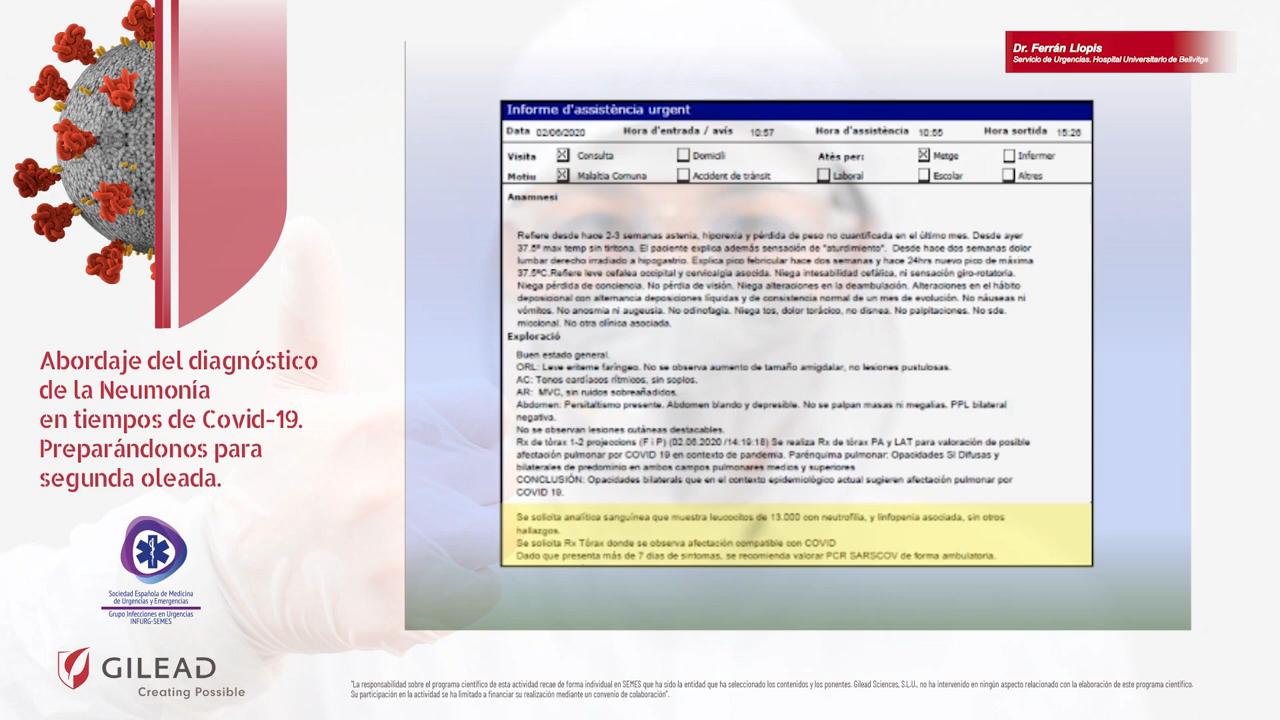 Dr. Ferrán Llopis
Servicio de Urgencias. Hospital Universitario de Bellvitge
Informe d'assistència urgent
Data 02/06/2020 Hora d'entrada / avís 10:57 Hora d'assistència 10:55 Hora sortida 15:26
Visita Consulta Domicili Atès per: Metge Infermer
Motiu Malaltia Comuna Accident de trànsit Laboral Escolar Altres
Anamnesi
Refiere desde hace 2-3 semanas astenia, hiporexia y pérdida de peso no cuantificada en el último mes. Desde ayer
37.5º max temp sin tiritona. El paciente explica además sensación de "aturdimiento". Desde hace dos semanas dolor
lumbar derecho irradiado a hipogastrio. Explica pico febricular hace dos semanas y hace 24hrs nuevo pico de máxima
37.5ºC.Refiere leve cefalea occipital y cervicalgia asocida. Niega intesabilidad cefálica, ni sensación giro-rotatoria.
Niega pérdida de conciencia. No pérdia de visión. Niega alteraciones en la deambulación. Alteraciones en el hábito
deposicional con alternancia deposiciones líquidas y de consistencia normal de un mes de evolución. No náuseas ni
vómitos. No anosmia ni augeusia. No odinofagia. Niega tos, dolor torácico, no disnea. No palpitaciones. No sde.
miccional. No otra clínica asociada.
Exploració
Buen estado general.
ORL: Leve eritema faríngeo. No se observa aumento de tamaño amigdalar, no lesiones pustulosas.
AC: Tonos cardíacos rítmicos, sin soplos.
AR: MVC, sin ruidos sobreañadidos.
Abdomen: Persitaltismo presente. Abdomen blando y depresible. No se palpan masas ni megalias. PPL bilateral
negativa.
No se observan lesiones cutáneas destacables.
Rx de tórax 1-2 projeccions (F i P) (02.06.2020 /14:19:18) Se realiza Rx de tórax PA y LAT para valoración de posible
afectación pulmonar por COVID 19 en contexto de pandemia. Parénquima pulmonar: Opacidades SI Difusas y
bilaterales de predominio en ambos campos pulmonares medios y superiores
CONCLUSIÓN: Opacidades bilaterals que en el contexto epidemiológico actual sugieren afectación pulmonar por
COVID 19.
Se solicita analítica sanguínea que muestra leucocitos de 13.000 con neutrofilia, y linfopenia asociada, sin otros
hallazgos.
Se solicita Rx Tórax donde se observa afectación compatible con COVID
Dado que presenta más de 7 dias de síntomas, se recomienda valorar PCR SARSCOV de forma ambulatoria.
Abordaje del diagnóstico
de la Neumonía
en tiempos de Covid-19.
Preparándonos para
segunda oleada.
Sociedad Española de Medicina
de Urgencias y Emergencias
Grupo Infecciones en Urgencias
INFURG-SEMES
GILEAD
Creating Possible
"La responsabilidad sobre el programa científico de esta actividad recae de forma individual en SEMES que ha sido la entidad que ha seleccionado los contenidos y los ponentes. Gilead Sciences, S.L.U., no ha intervenido en ningún aspecto relacionado con la elaboración de este programa científico.
Su participación en la actividad se ha limitado a financiar su realización mediante un convenio de colaboración".